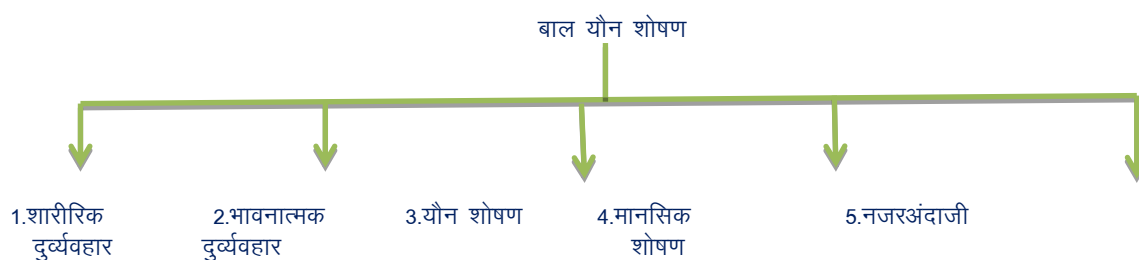 बाल यौन शोषण
1.शारीरिक दुर्व्यवहार
2.भावनात्मक दुर्व्यवहार
3.यौन शोषण
4.मानसिक शोषण
5.नजरअंदाजी